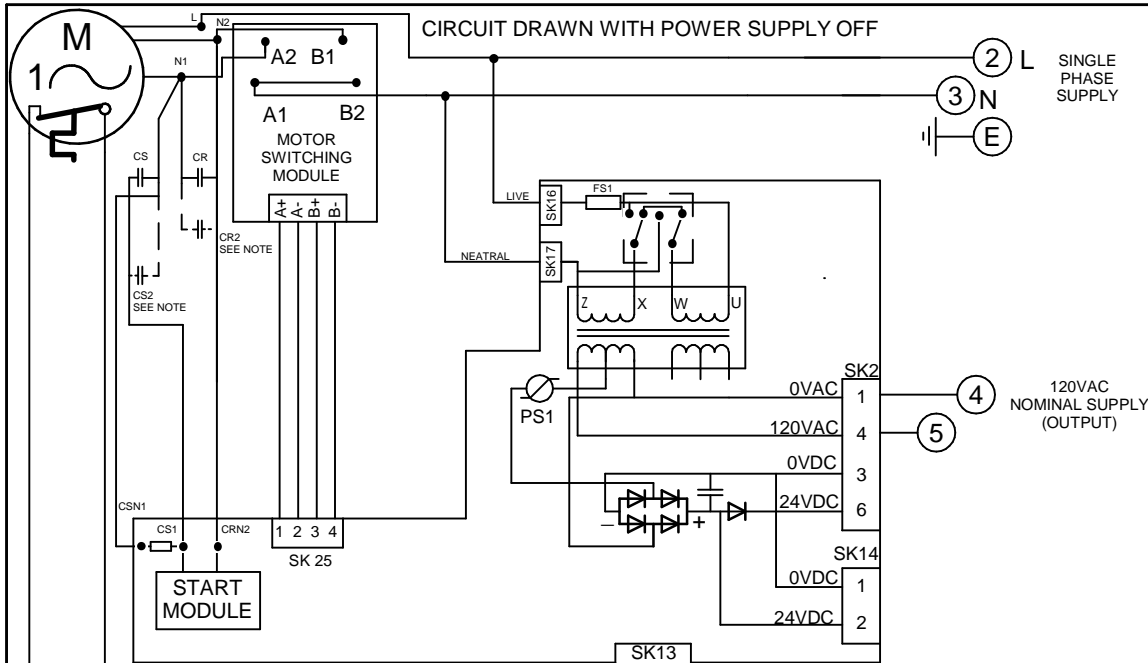 CIRCUIT DRAWN WITH POWER SUPPLY OFF
M
1
L
N2
N1
A2
B1
A1
B2
MOTOR
SWITCHING
MODULE
A+
A-
B+
B-
2
L
SINGLE
PHASE
SUPPLY
3
N
E
CS
CR
CR2
SEE NOTE
CS2
SEE NOTE
LIVE
SK16
FS1
NEATRAL
SK17
Z
X
W
U
PS1
SK2
0VAC
1
4
120VAC
NOMINAL SUPPLY
(OUTPUT)
120VAC
4
5
0VDC
3
24VDC
6
–
+
SK14
0VDC
1
24VDC
2
CSN1
CS1
CRN2
1 2 3 4
SK 25
START
MODULE
SK13